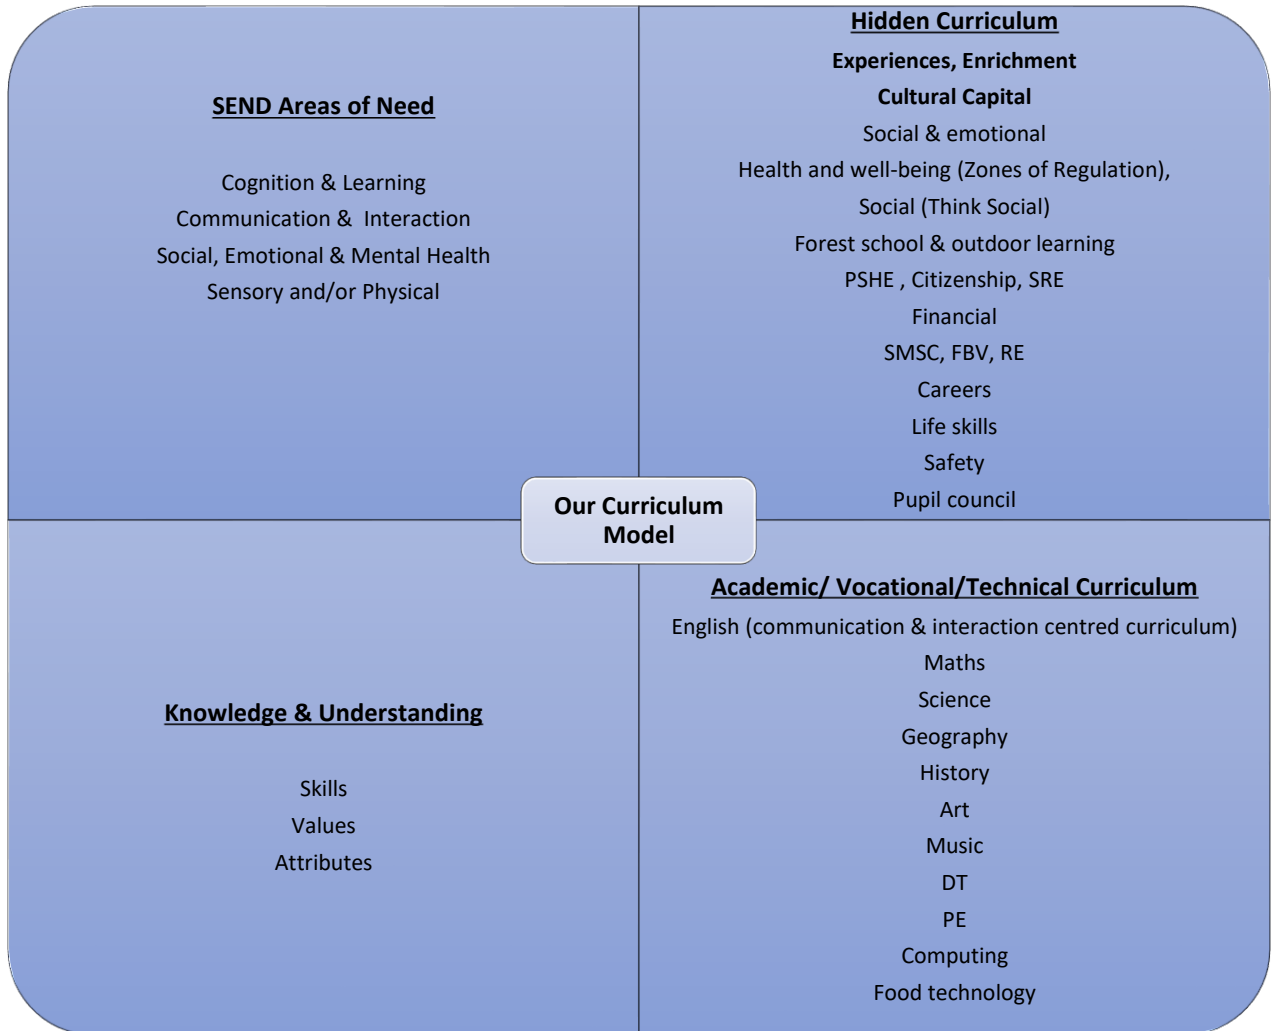 SEND Areas of Need
Cognition & Learning
Communication & Interaction
Social, Emotional & Mental Health
Sensory and/or Physical
Hidden Curriculum
Experiences, Enrichment
Cultural Capital
Social & emotional
Health and well-being (Zones of Regulation),
Social (Think Social)
Forest school & outdoor learning
PSHE , Citizenship, SRE
Financial
SMSC, FBV, RE
Careers
Life skills
Safety
Pupil council
Our Curriculum
Model
Knowledge & Understanding
Skills
Values
Attributes
Academic/ Vocational/Technical Curriculum
English (communication & interaction centred curriculum)
Maths
Science
Geography
History
Art
Music
DT
PE
Computing
Food technology